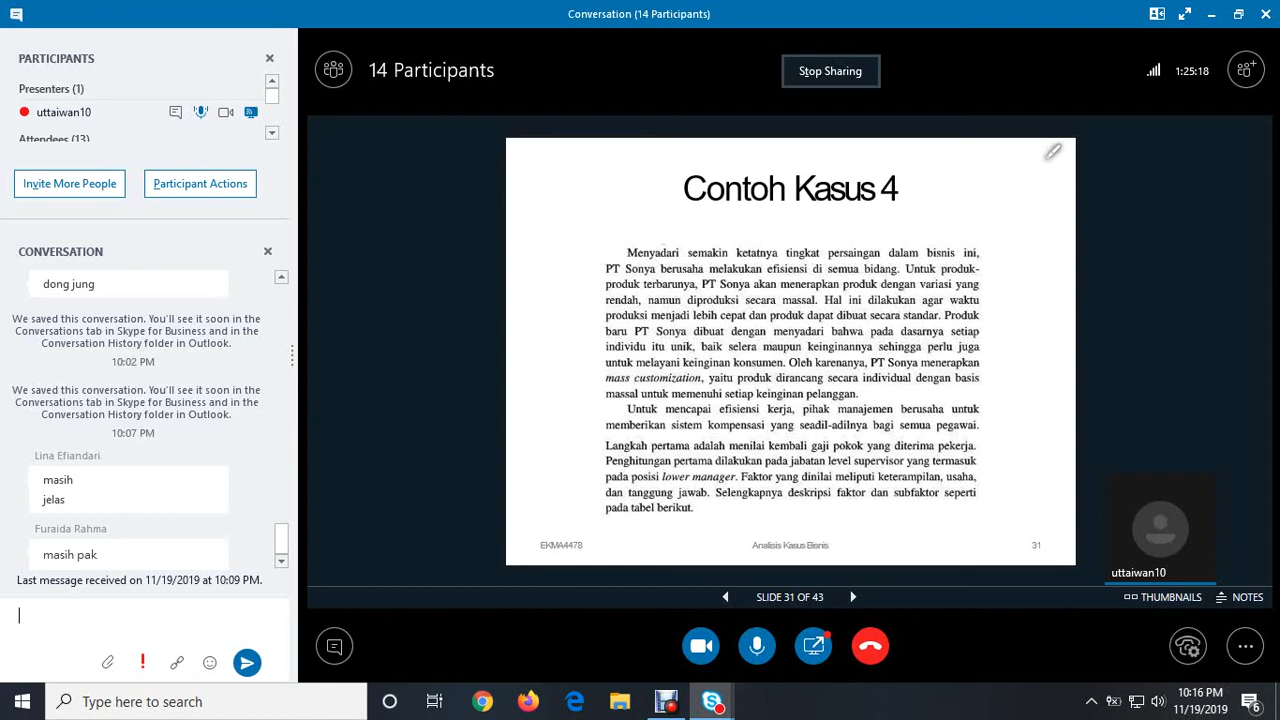 Conversation (14 Participants)
PARTICIPANTS
Presenters (1)
uttaiwan10
Attendees (13)
Invite More People
Participant Actions
CONVERSATION
dong jung
We saved this conversation. You'll see it soon in the
Conversations tab in Skype for Business and in the
Conversation History folder in Outlook.
10:02 PM
We saved this conversation. You'll see it soon in the
Conversations tab in Skype for Business and in the
Conversation History folder in Outlook.
10:07 PM
Lina Efiandari
masih
jelas
Furaida Rahma
masih pak
Last message received on 11/19/2019 at 10:09 PM.
14 Participants
Stop Sharing
1:25:18
Contoh Kasus 4
Menyadari semakin ketatnya tingkat persaingan dalam bisnis ini,
PT Sonya berusaha melakukan efisiensi di semua bidang. Untuk produk-
produk terbarunya, PT Sonya akan menerapkan produk dengan variasi yang
rendah, namun diproduksi secara massal. Hal ini dilakukan agar waktu
produksi menjadi lebih cepat dan produk dapat dibuat secara standar. Produk
baru PT Sonya dibuat dengan menyadari bahwa pada dasarnya setiap
individu itu unik, baik selera maupun keinginannya sehingga perlu juga
untuk melayani keinginan konsumen. Oleh karenanya, PT Sonya menerapkan
mass customization, yaitu produk dirancang secara individual dengan basis
massal untuk memenuhi setiap keinginan pelanggan.
Untuk mencapai efisiensi kerja, pihak manajemen berusaha untuk
memberikan sistem kompensasi yang seadil-adilnya bagi semua pegawai.
Langkah pertama adalah menilai kembali gaji pokok yang diterima pekerja.
Penghitungan pertama dilakukan pada jabatan level supervisor yang termasuk
pada posisi lower manager. Faktor yang dinilai meliputi keterampilan, usaha,
dan tanggung jawab. Selengkapnya deskripsi faktor dan subfaktor seperti
pada tabel berikut.
EKMA4478
Analisis Kasus Bisnis
31
uttaiwan10
SLIDE 31 OF 43
THUMBNAILS
NOTES
Type here to search
10:16 PM
11/19/2019
6